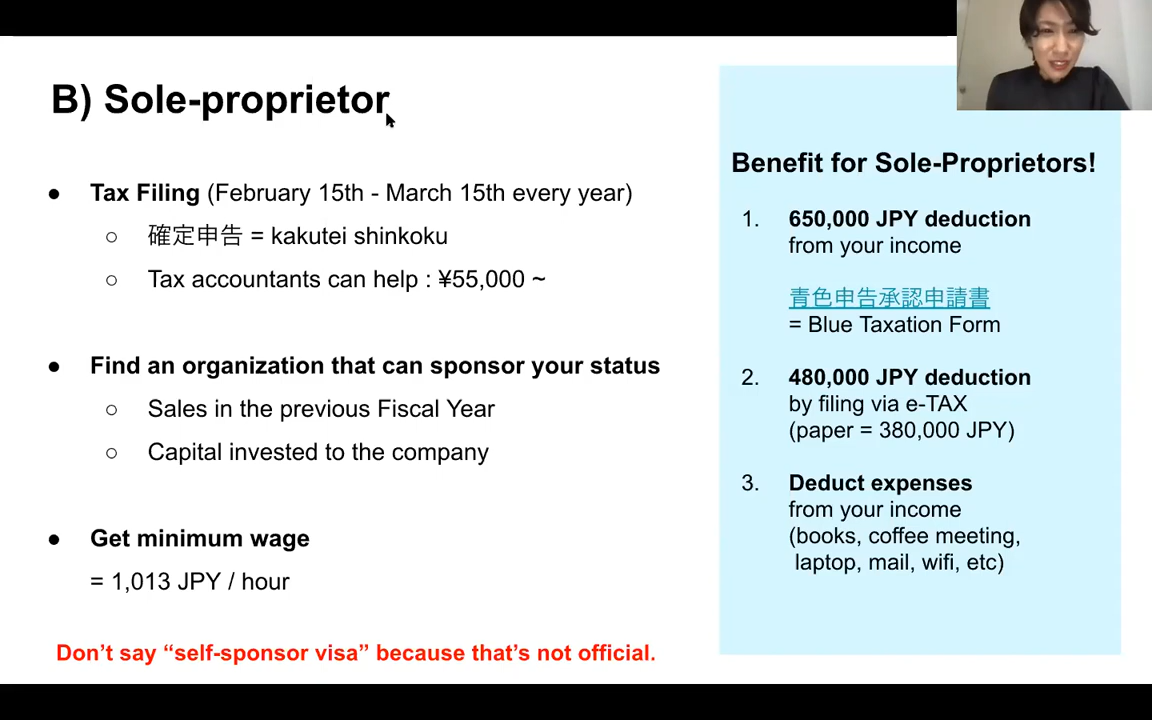 B) Sole-proprietor
● Tax Filing (February 15th - March 15th every year)
○ 確定申告 = kakutei shinkoku
○ Tax accountants can help : ¥55,000 ~
● Find an organization that can sponsor your status
○ Sales in the previous Fiscal Year
○ Capital invested to the company
● Get minimum wage
= 1,013 JPY / hour
Don't say “self-sponsor visa” because that's not official.
Benefit for Sole-Proprietors!
1. 650,000 JPY deduction
from your income
青色申告承認申請書
= Blue Taxation Form
2. 480,000 JPY deduction
by filing via e-TAX
(paper = 380,000 JPY)
3. Deduct expenses
from your income
(books, coffee meeting,
laptop, mail, wifi, etc)